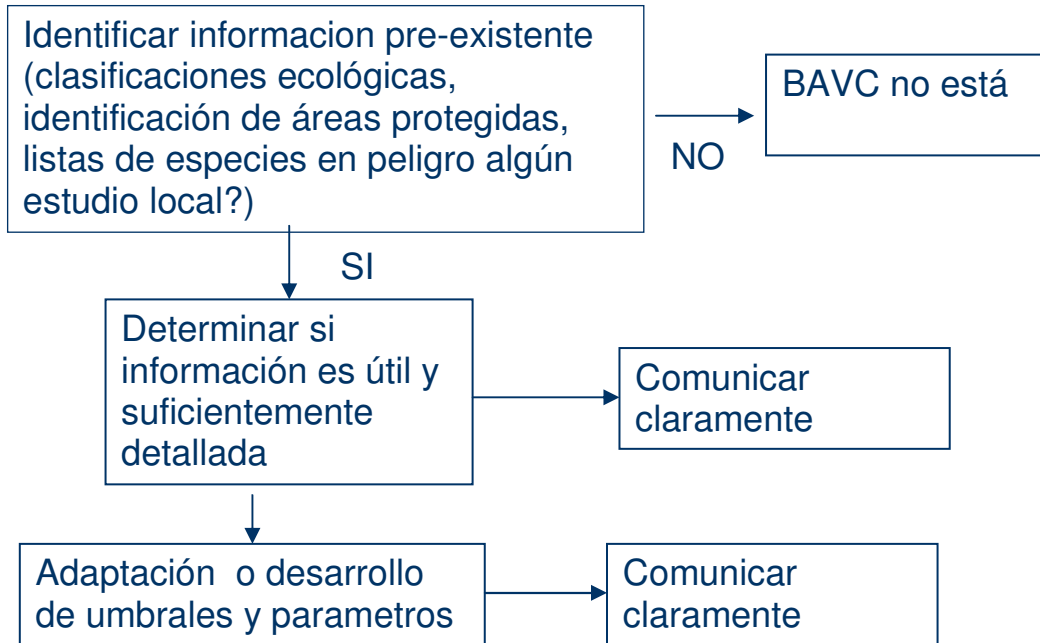 Identificar informacion pre-existente
(clasificaciones ecológicas,
identificación de áreas protegidas,
listas de especies en peligro algún
estudio local?)
NO
BAVC no está
SI
Determinar si
información es útil y
suficientemente
detallada
Comunicar
claramente
Adaptación o desarrollo
de umbrales y parametros
Comunicar
claramente